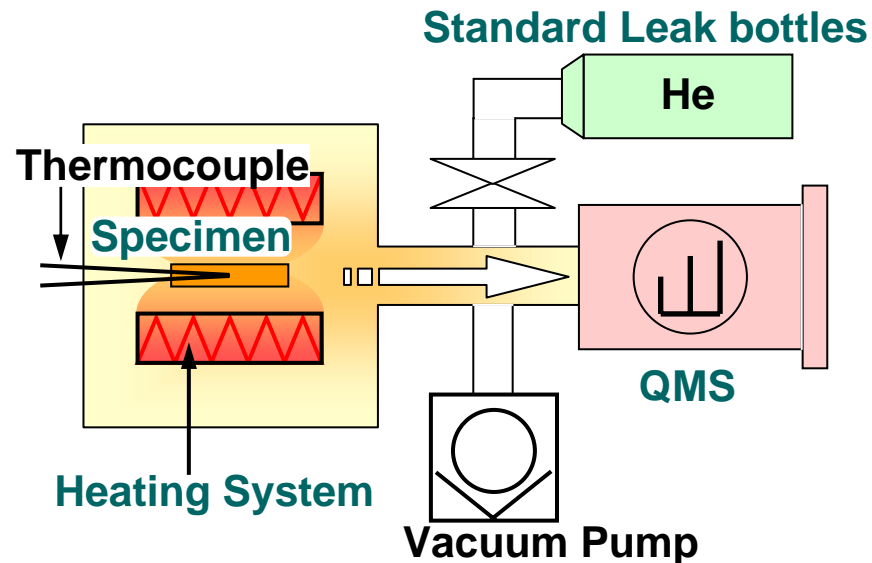 Standard Leak bottles
He
Thermocouple
Specimen
QMS
Heating System
Vacuum Pump